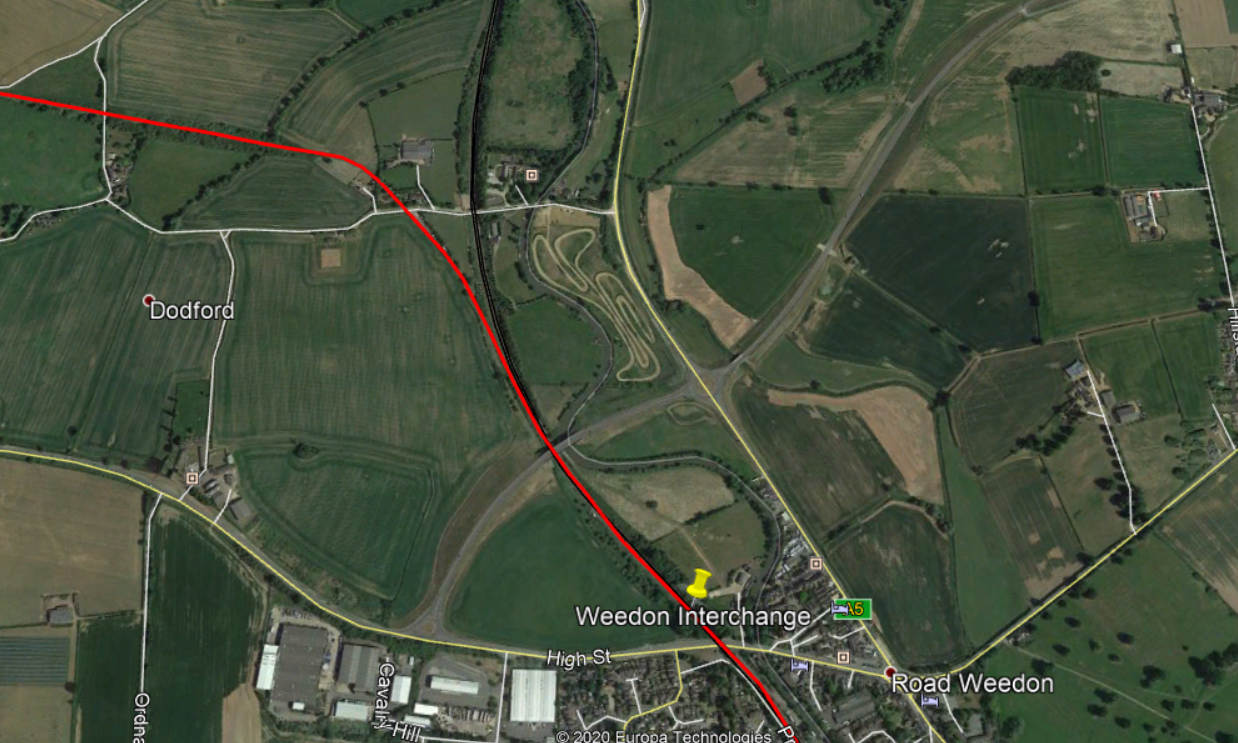 Dodford
Weedon Interchange
A5
High St
Road Weedon
Cavalry Hill
© 2020 Europa Technologies